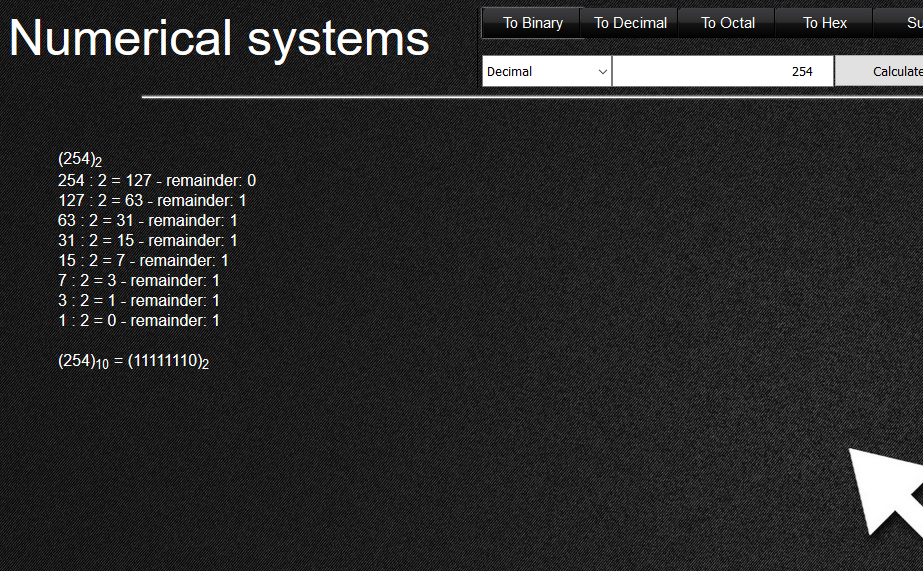 Numerical systems
To Binary To Decimal To Octal To Hex
Decimal 254 Calculate
(254)2
254 : 2 = 127 - remainder: 0
127 : 2 = 63 - remainder: 1
63 : 2 = 31 - remainder: 1
31 : 2 = 15 - remainder: 1
15 : 2 = 7 - remainder: 1
7 : 2 = 3 - remainder: 1
3 : 2 = 1 - remainder: 1
1 : 2 = 0 - remainder: 1
(254)10 = (11111110)2